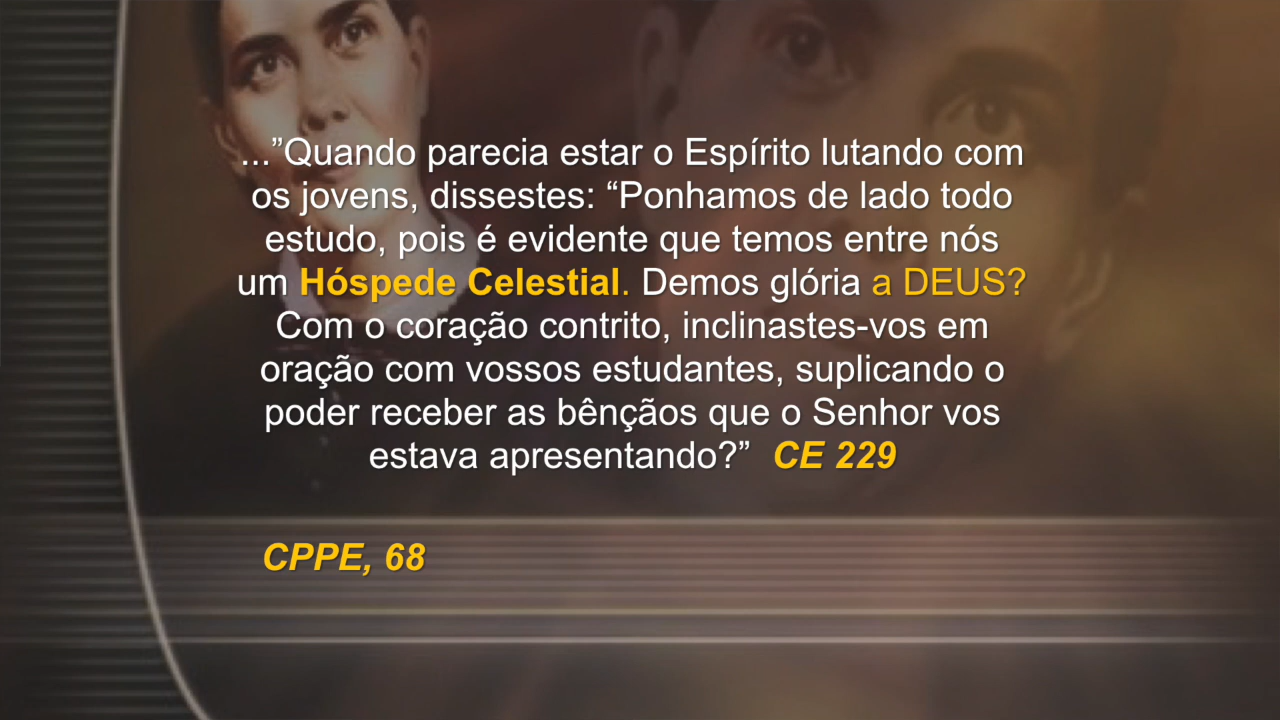 ...”Quando parecia estar o Espírito lutando com
os jovens, dissestes: “Ponhamos de lado todo
estudo, pois é evidente que temos entre nós
um Hóspede Celestial. Demos glória a DEUS?
Com o coração contrito, inclinastes-vos em
oração com vossos estudantes, suplicando o
poder receber as bênçãos que o Senhor vos
estava apresentando?” CE 229
CPPE, 68